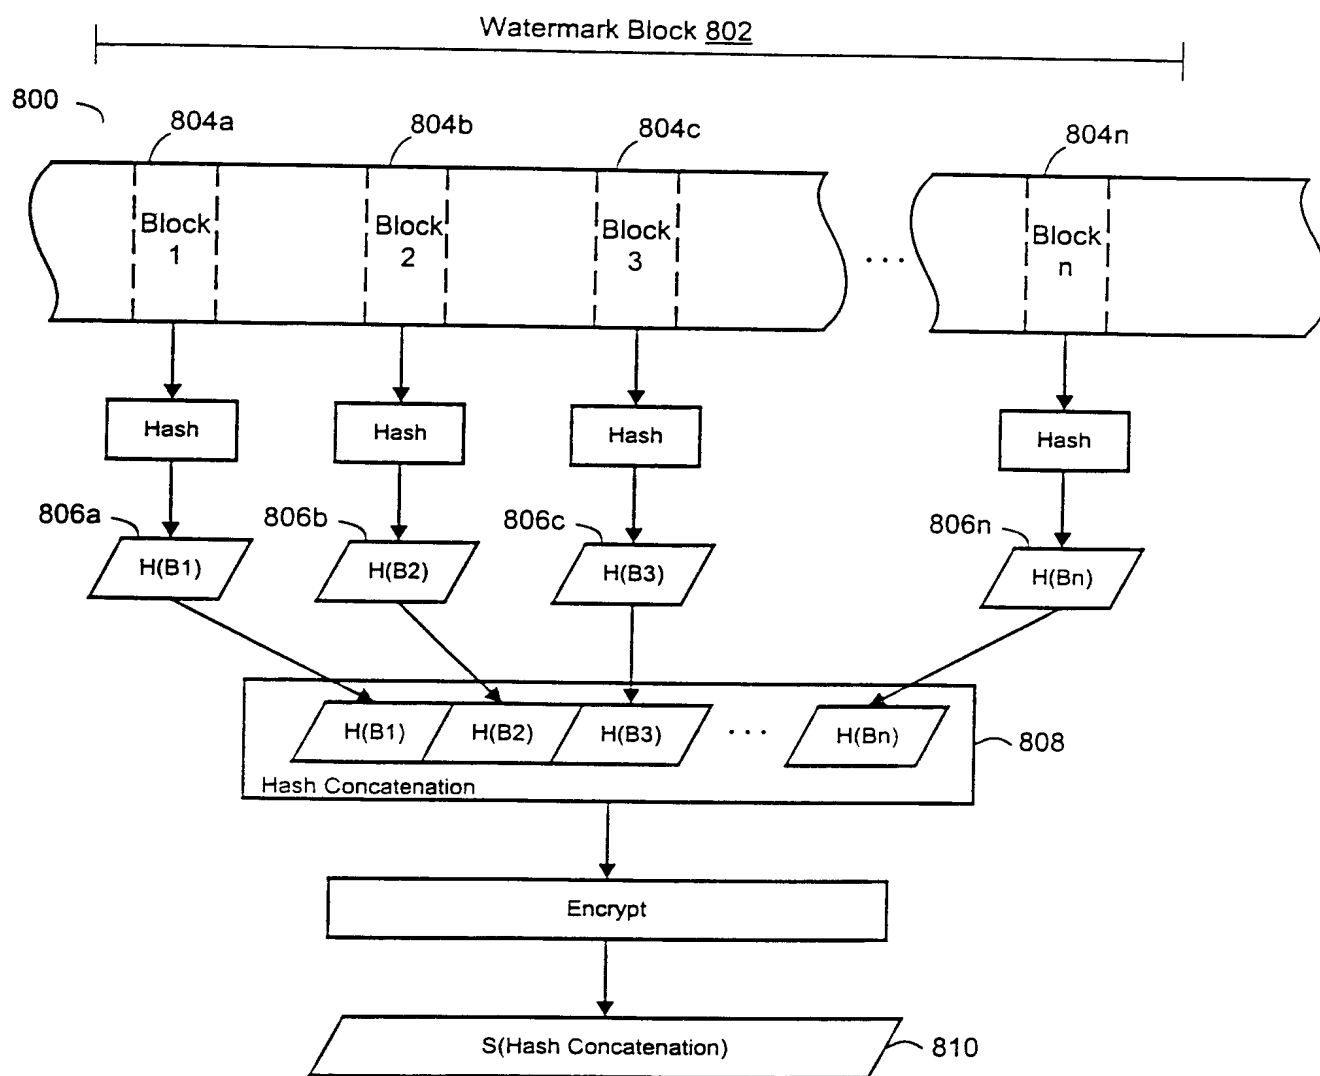 Watermark Block 802
800
804a
804b
804c
804n
Block
1
Block
2
Block
3
. . .
Block
n
Hash
Hash
Hash
Hash
806a
806b
806c
806n
H(B1)
H(B2)
H(B3)
H(Bn)
H(B1)
H(B2)
H(B3)
. . .
H(Bn)
808
Hash Concatenation
Encrypt
S(Hash Concatenation)
810